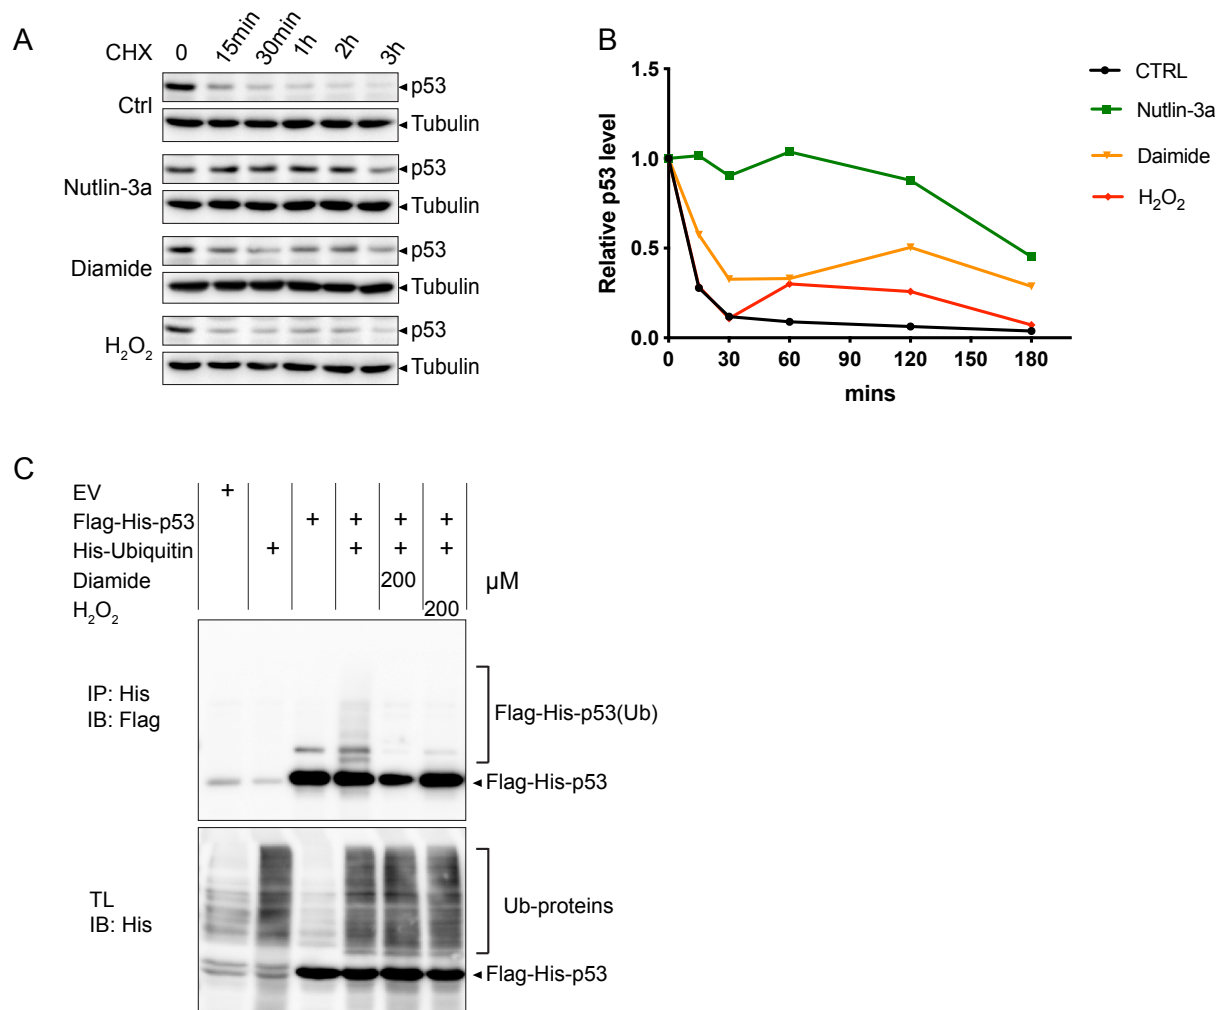 A
CHX 0 15min 30min 1h 2h 3h
Ctrl
p53
Tubulin
Nutlin-3a
p53
Tubulin
Diamide
p53
Tubulin
H₂O₂
p53
Tubulin
B
Relative p53 level
1.5
1.0
0.5
0.0
0 30 60 90 120 150 180
mins
CTRL
Nutlin-3a
Daimide
H₂O₂
C
EV +
Flag-His-p53 + + + +
His-Ubiquitin + + + +
Diamide 200 μM
H₂O₂ 200
IP: His
IB: Flag
Flag-His-p53(Ub)
Flag-His-p53
TL
IB: His
Ub-proteins
Flag-His-p53